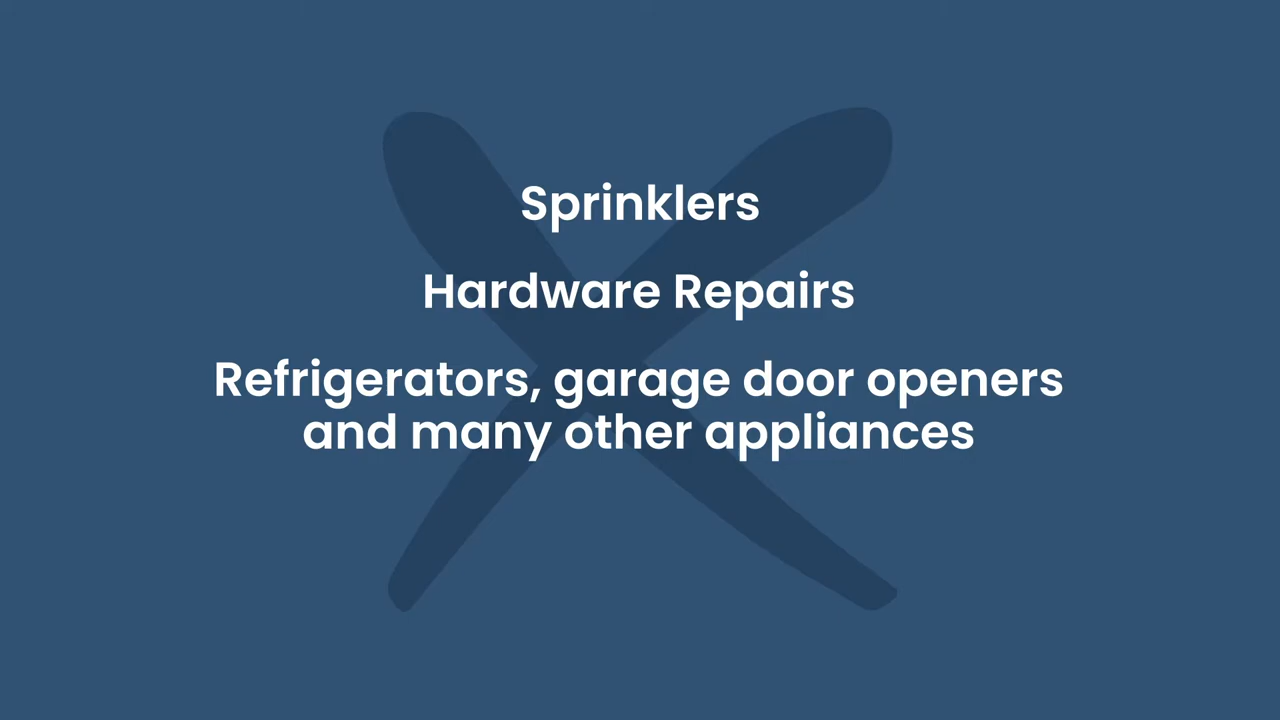 Sprinklers
Hardware Repairs
Refrigerators, garage door openers
and many other appliances